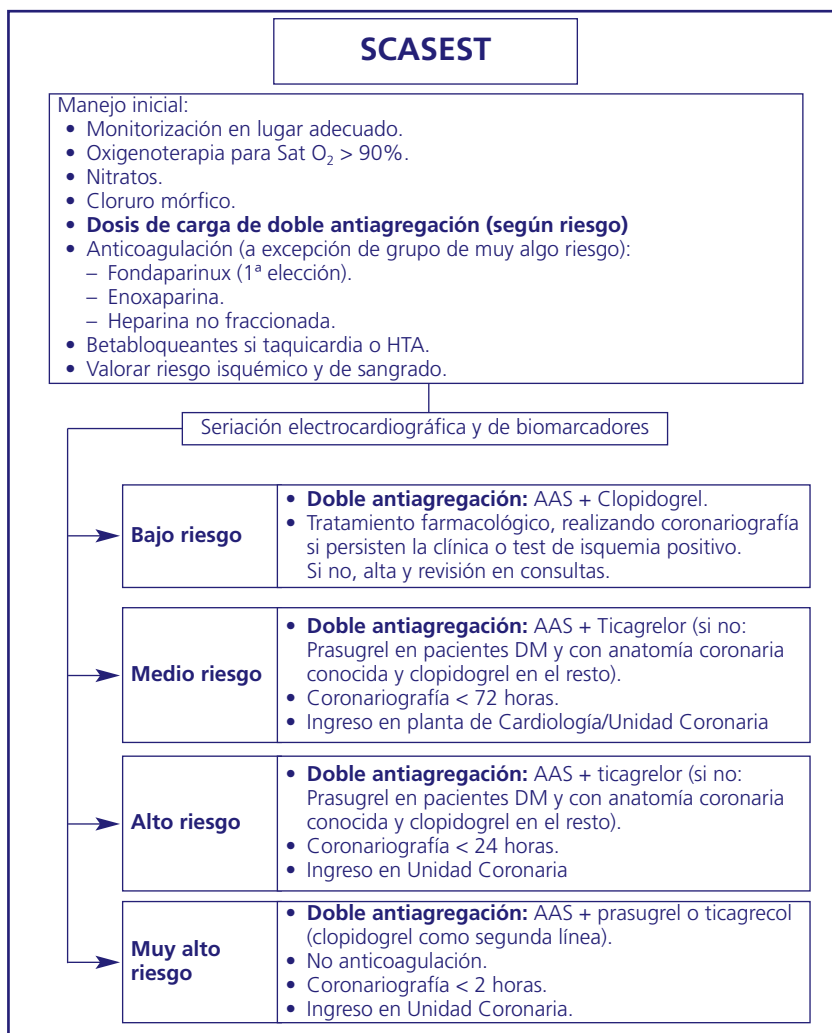 SCASEST
Manejo inicial:
• Monitorización en lugar adecuado.
• Oxigenoterapia para Sat O₂ > 90%.
• Nitratos.
• Cloruro mórfico.
• Dosis de carga de doble antiagregación (según riesgo)
• Anticoagulación (a excepción de grupo de muy algo riesgo):
– Fondaparinux (1ª elección).
– Enoxaparina.
– Heparina no fraccionada.
• Betabloqueantes si taquicardia o HTA.
• Valorar riesgo isquémico y de sangrado.
Seriación electrocardiográfica y de biomarcadores
Bajo riesgo
• Doble antiagregación: AAS + Clopidogrel.
• Tratamiento farmacológico, realizando coronariografía
si persisten la clínica o test de isquemia positivo.
Si no, alta y revisión en consultas.
Medio riesgo
• Doble antiagregación: AAS + Ticagrelor (si no:
Prasugrel en pacientes DM y con anatomía coronaria
conocida y clopidogrel en el resto).
• Coronariografía < 72 horas.
• Ingreso en planta de Cardiología/Unidad Coronaria
Alto riesgo
• Doble antiagregación: AAS + ticagrelor (si no:
Prasugrel en pacientes DM y con anatomía coronaria
conocida y clopidogrel en el resto).
• Coronariografía < 24 horas.
• Ingreso en Unidad Coronaria
Muy alto
riesgo
• Doble antiagregación: AAS + prasugrel o ticagrecol
(clopidogrel como segunda línea).
• No anticoagulación.
• Coronariografía < 2 horas.
• Ingreso en Unidad Coronaria.